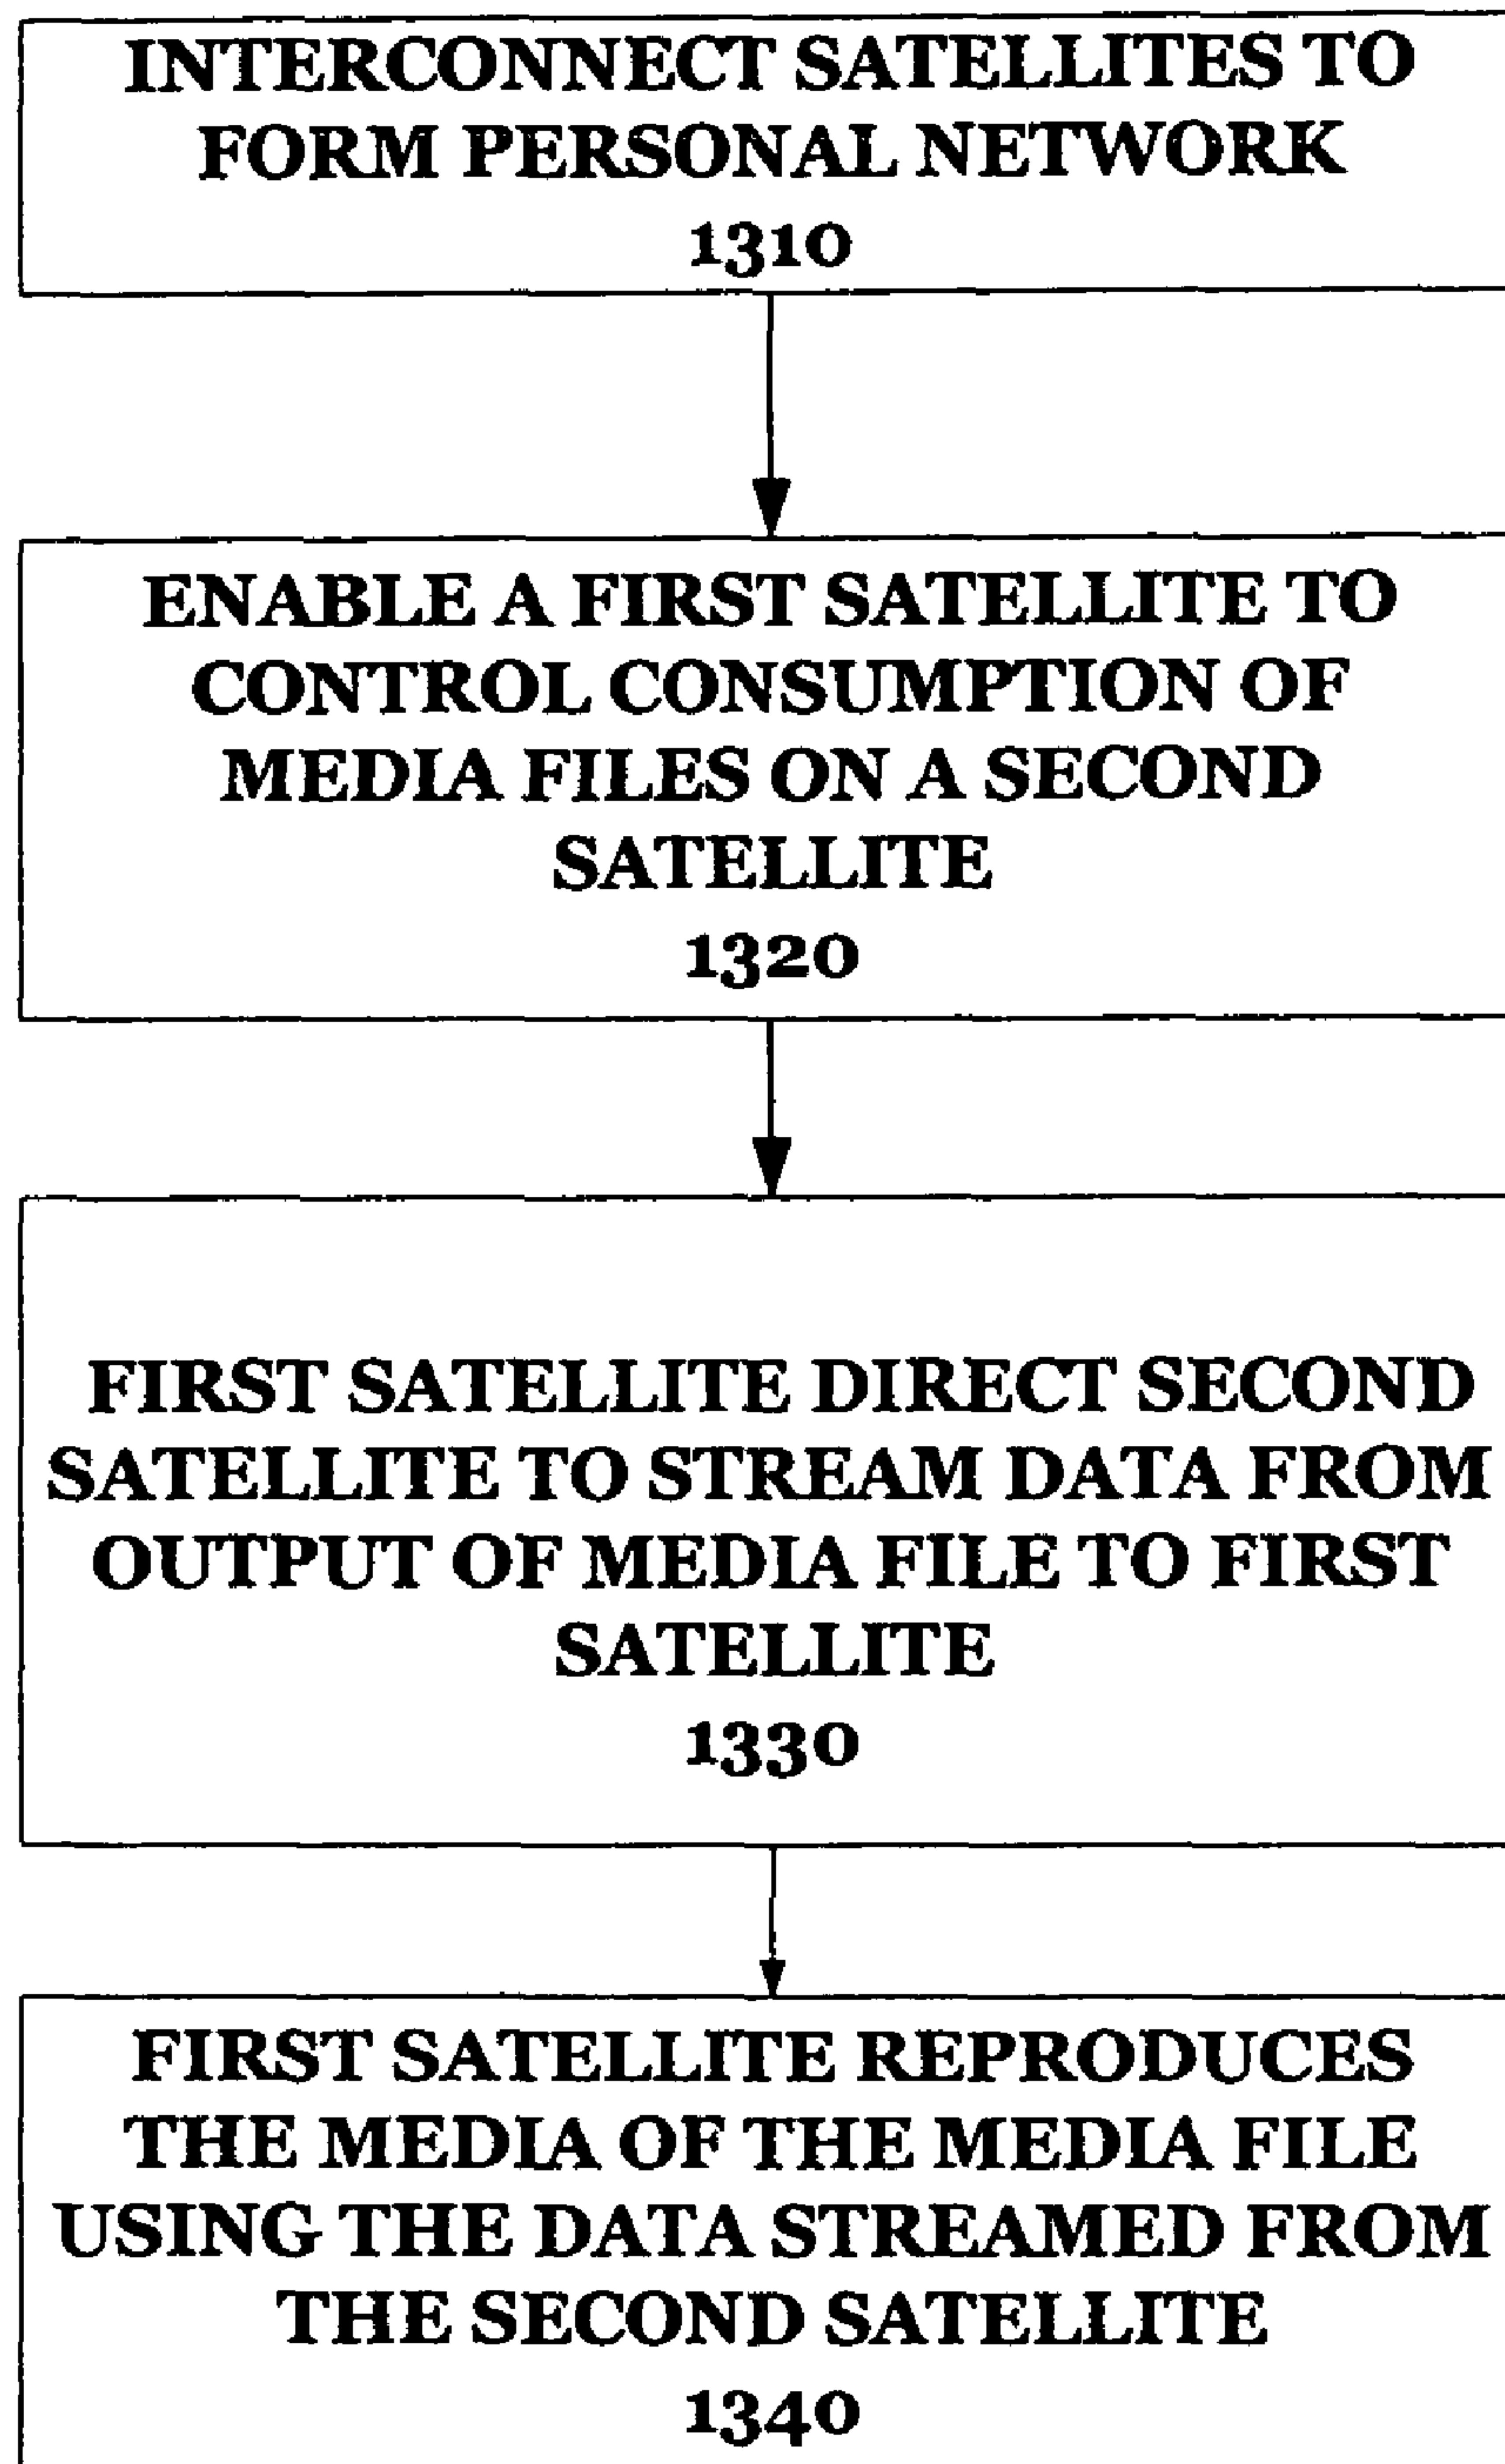 INTERCONNECT SATELLITES TO
FORM PERSONAL NETWORK
1310
ENABLE A FIRST SATELLITE TO
CONTROL CONSUMPTION OF
MEDIA FILES ON A SECOND
SATELLITE
1320
FIRST SATELLITE DIRECT SECOND
SATELLITE TO STREAM DATA FROM
OUTPUT OF MEDIA FILE TO FIRST
SATELLITE
1330
FIRST SATELLITE REPRODUCES
THE MEDIA OF THE MEDIA FILE
USING THE DATA STREAMED FROM
THE SECOND SATELLITE
1340